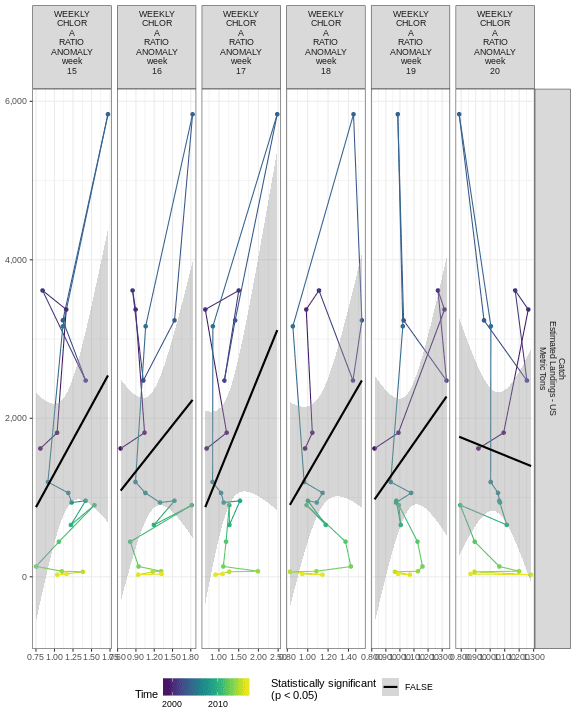 WEEKLY
CHLOR
A
RATIO
ANOMALY
week
15
WEEKLY
CHLOR
A
RATIO
ANOMALY
week
16
WEEKLY
CHLOR
A
RATIO
ANOMALY
week
17
WEEKLY
CHLOR
A
RATIO
ANOMALY
week
18
WEEKLY
CHLOR
A
RATIO
ANOMALY
week
19
WEEKLY
CHLOR
A
RATIO
ANOMALY
week
20
6,000
4,000
2,000
0
Catch
Estimated Landings - US
Metric Tons
0.75 1.00 1.25 1.50
0.90 1.20 1.50 1.80
1.00 1.50 2.00
1.00 1.20 1.40
Time
2000 2010
Statistically significant
(p < 0.05)
FALSE